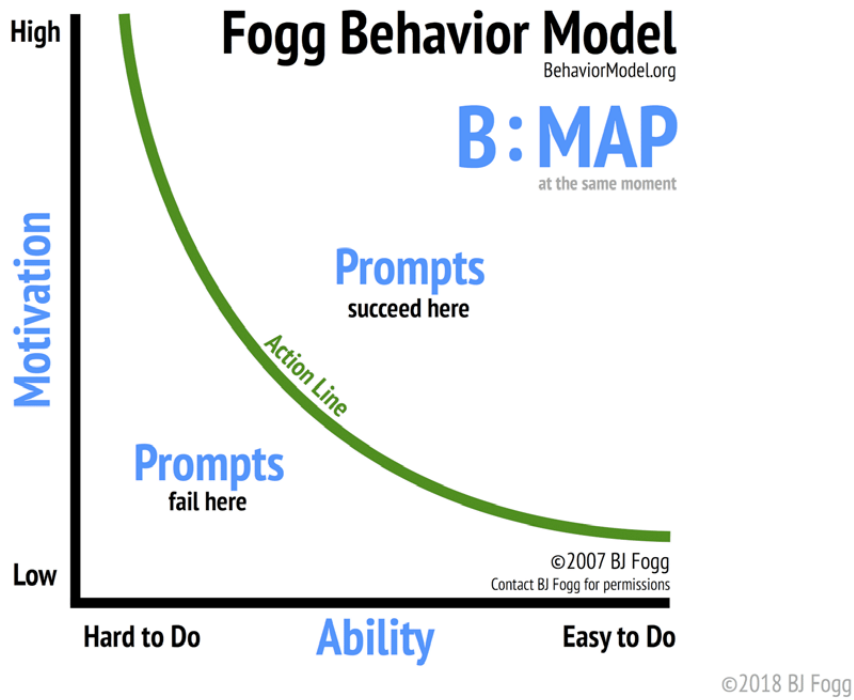 High
Fogg Behavior Model
BehaviorModel.org
B:MAP
at the same moment
Motivation
Prompts
succeed here
Action Line
Prompts
fail here
©2007 BJ Fogg
Contact BJ Fogg for permissions
Low
Hard to Do
Ability
Easy to Do
©2018 BJ Fogg